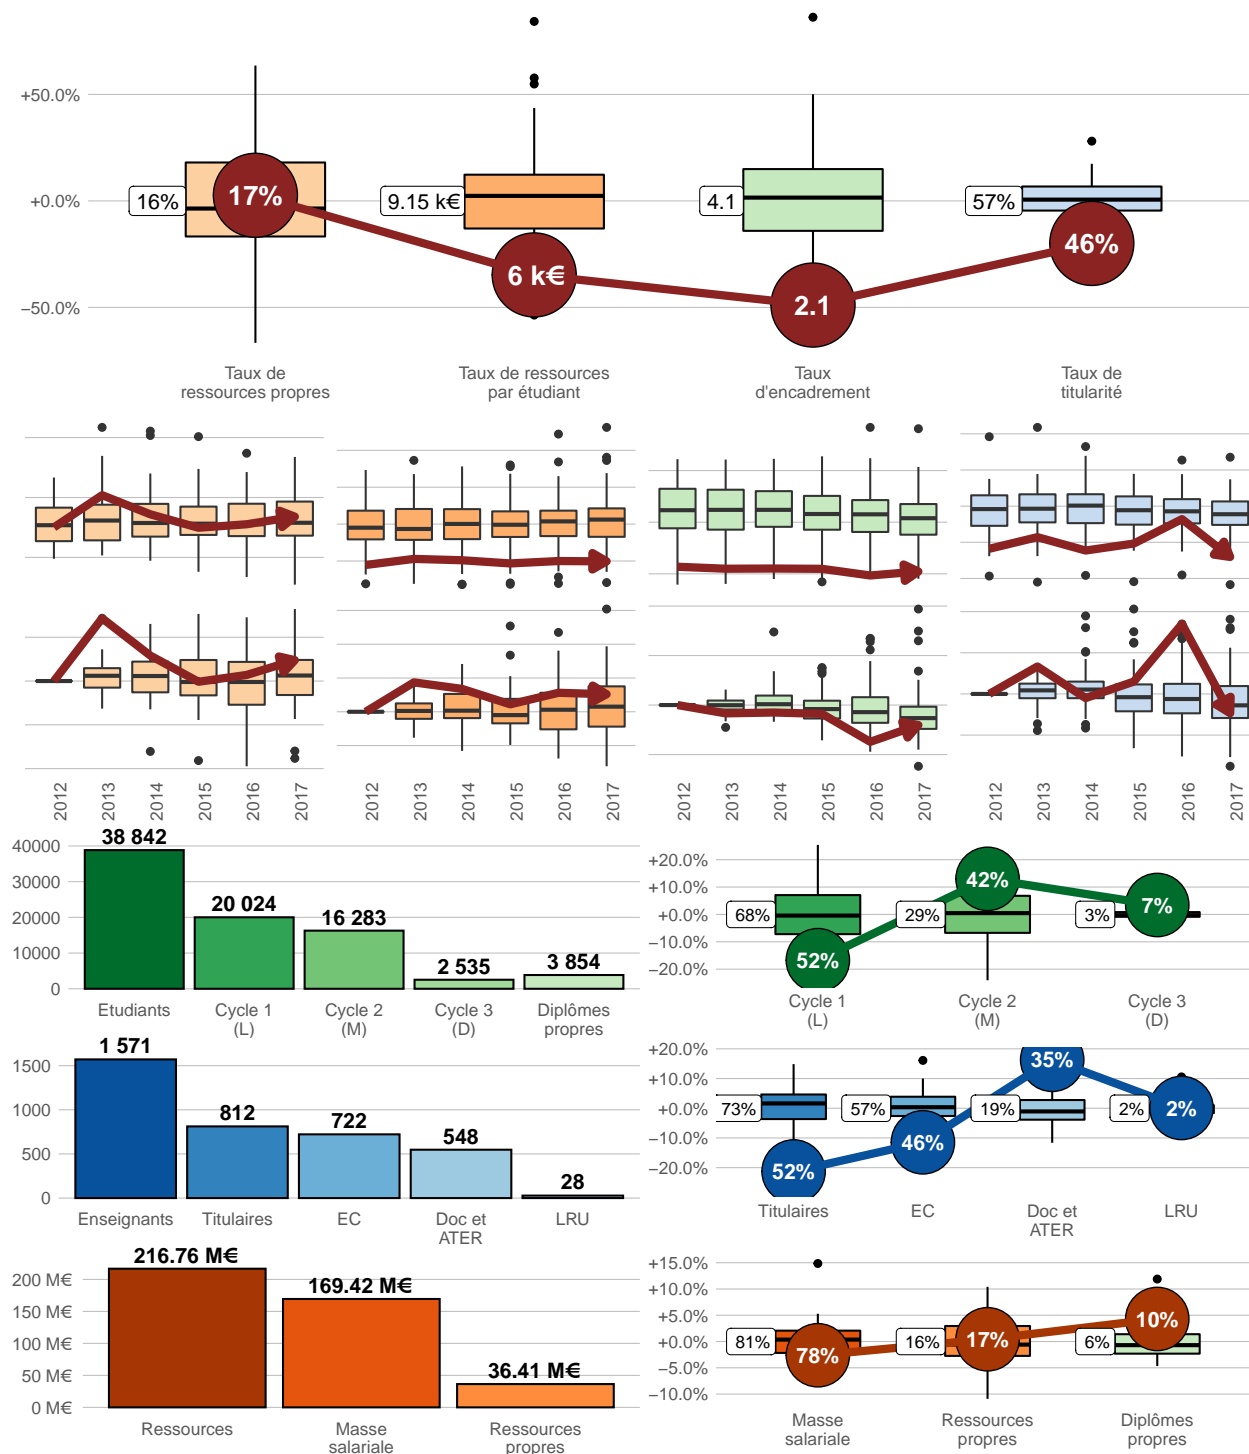 +50.0%
+0.0%
−50.0%
16%
17%
9.15 k€
6 k€
4.1
2.1
57%
46%
Taux de
ressources propres
Taux de ressources
par étudiant
Taux
d'encadrement
Taux de
titularité
2012
2013
2014
2015
2016
2017
2012
2013
2014
2015
2016
2017
2012
2013
2014
2015
2016
2017
2012
2013
2014
2015
2016
2017
40000
30000
20000
10000
0
38 842
20 024
16 283
2 535
3 854
Etudiants
Cycle 1
(L)
Cycle 2
(M)
Cycle 3
(D)
Diplômes
propres
+20.0%
+10.0%
+0.0%
−10.0%
−20.0%
68%
52%
29%
42%
3%
7%
Cycle 1
(L)
Cycle 2
(M)
Cycle 3
(D)
1500
1000
500
0
1 571
812
722
548
28
Enseignants
Titulaires
EC
Doc et
ATER
LRU
+20.0%
+10.0%
+0.0%
−10.0%
−20.0%
73%
52%
57%
46%
19%
35%
2%
2%
Titulaires
EC
Doc et
ATER
LRU
200 M€
150 M€
100 M€
50 M€
0 M€
216.76 M€
169.42 M€
36.41 M€
Ressources
Masse
salariale
Ressources
propres
+15.0%
+10.0%
+5.0%
+0.0%
−5.0%
−10.0%
81%
78%
16%
17%
6%
10%
Masse
salariale
Ressources
propres
Diplômes
propres